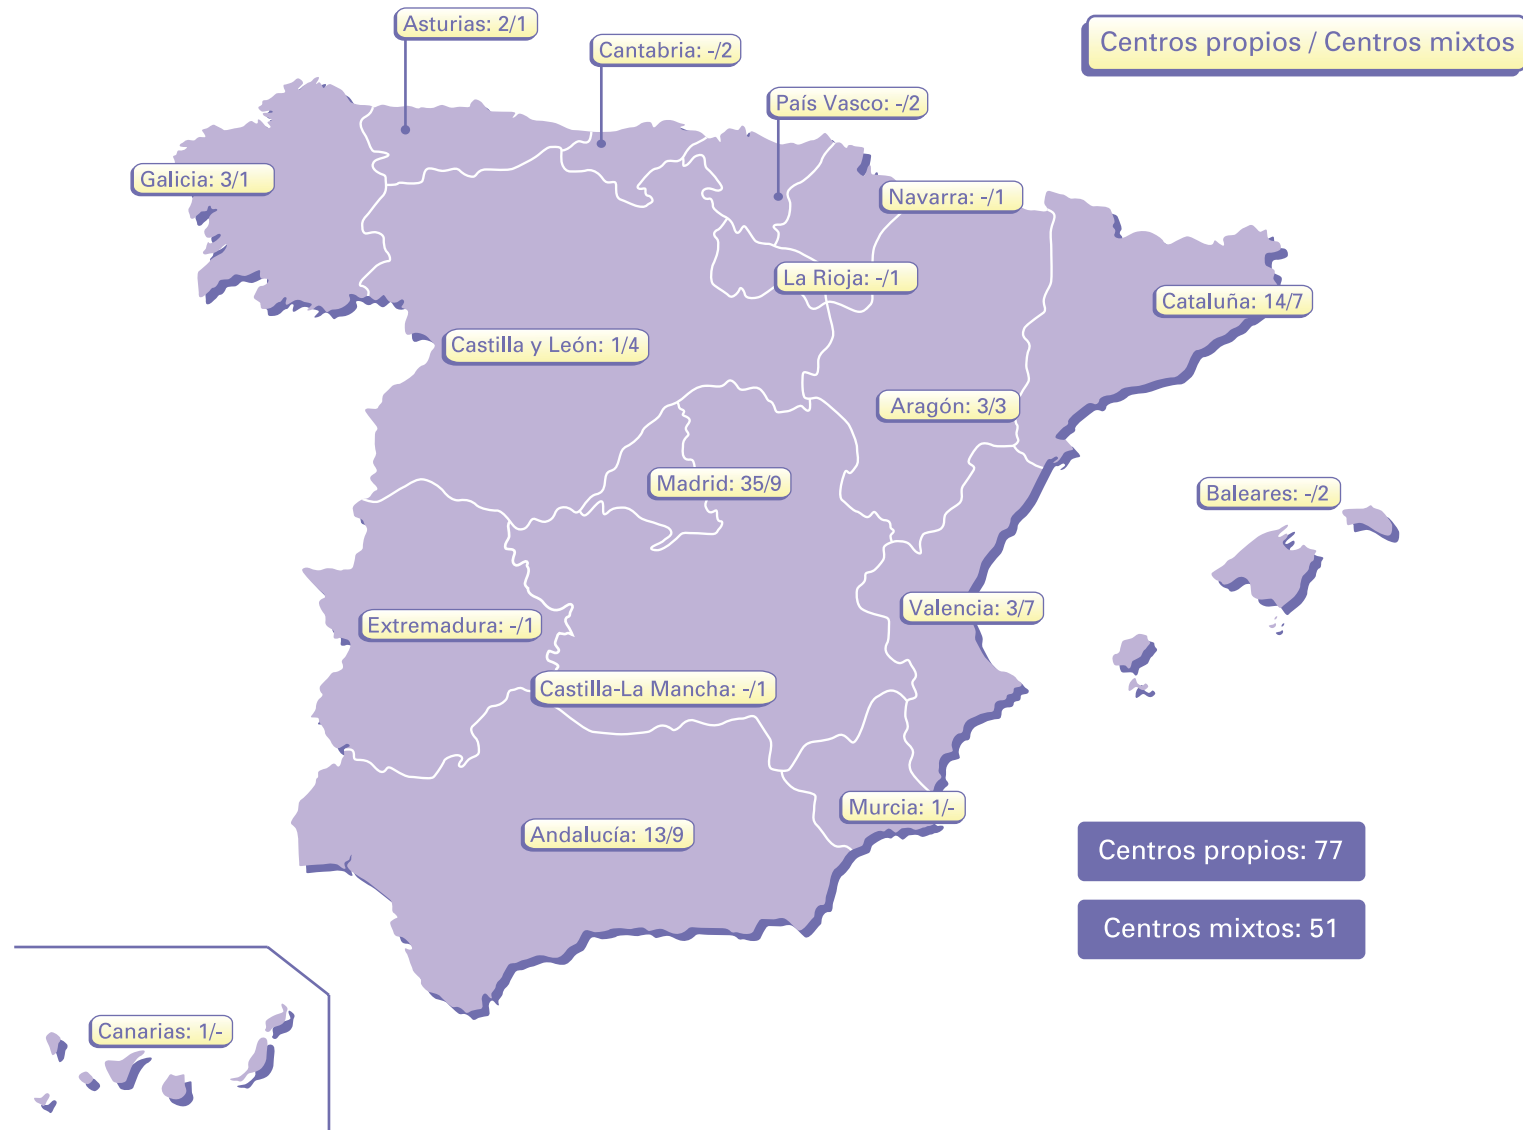 Asturias: 2/1
Centros propios / Centros mixtos
Cantabria: -/2
País Vasco: -/2
Galicia: 3/1
Navarra: -/1
La Rioja: -/1
Cataluña: 14/7
Castilla y León: 1/4
Aragón: 3/3
Madrid: 35/9
Baleares: -/2
Valencia: 3/7
Extremadura: -/1
Castilla-La Mancha: -/1
Murcia: 1/-
Andalucía: 13/9
Centros propios: 77
Centros mixtos: 51
Canarias: 1/-